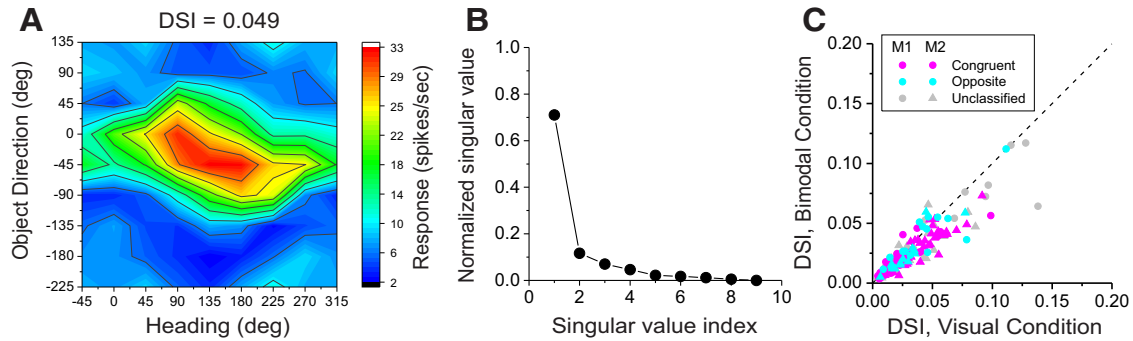 A
DSI = 0.049
Object Direction (deg)
135
90
45
0
-45
-90
-135
-180
-225
-45 0 45 90 135 180 225 270 315
Heading (deg)
33
29
26
22
18
14
10
6
2
Response (spikes/sec)
B
Normalized singular value
1.0
0.8
0.6
0.4
0.2
0.0
0 2 4 6 8 10
Singular value index
C
DSI, Bimodal Condition
0.20
0.15
0.10
0.05
0.00
M1 M2
Congruent
Opposite
Unclassified
0.00 0.05 0.10 0.15 0.20
DSI, Visual Condition